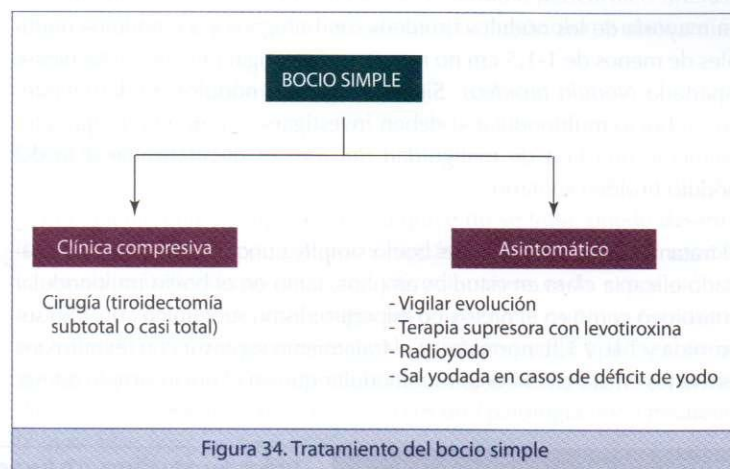 BOCIO SIMPLE
Clínica compresiva
Cirugía (tiroidectomía
subtotal o casi total)
Asintomático
- Vigilar evolución
- Terapia supresora con levotiroxina
- Radioyodo
- Sal yodada en casos de déficit de yodo
Figura 34. Tratamiento del bocio simple